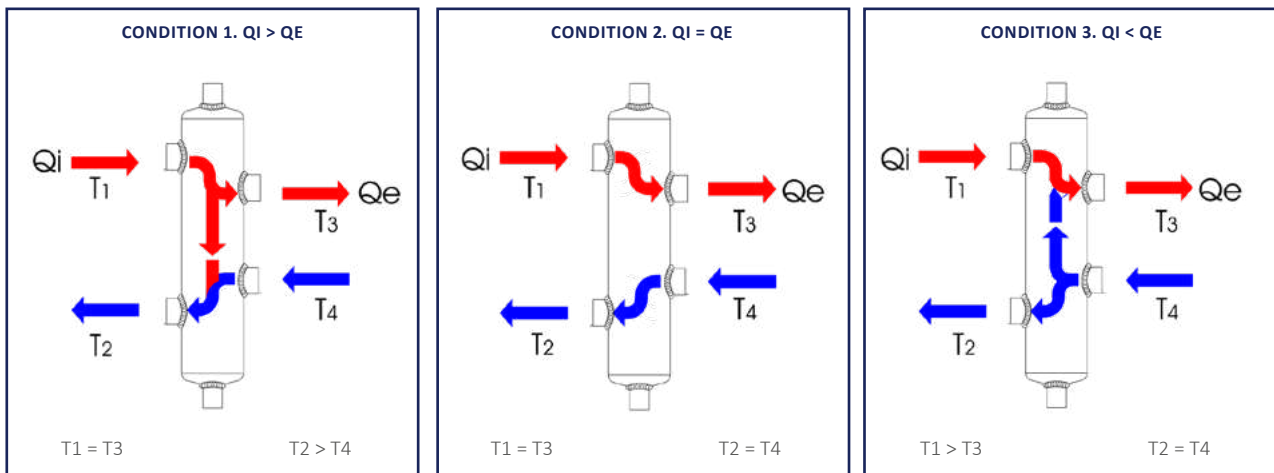 CONDITION 1. QI > QE
Qi
T1
T3
Qe
T2
T4
T1 = T3
T2 > T4
CONDITION 2. QI = QE
Qi
T1
T3
Qe
T2
T4
T1 = T3
T2 = T4
CONDITION 3. QI < QE
Qi
T1
T3
Qe
T2
T4
T1 > T3
T2 = T4